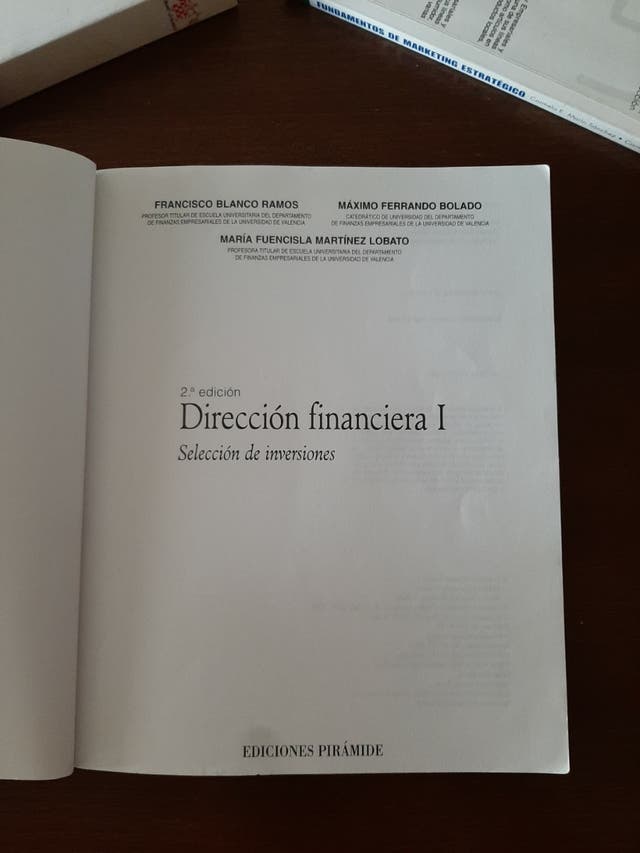 FUNDAMENTOS DE MARKETING ESTRATÉGICO
FRANCISCO BLANCO RAMOS
PROFESOR TITULAR DE ESCUELA UNIVERSITARIA DEL DEPARTAMENTO
DE FINANZAS EMPRESARIALES DE LA UNIVERSIDAD DE VALENCIA
MÁXIMO FERRANDO BOLADO
CATEDRÁTICO DE UNIVERSIDAD DEL DEPARTAMENTO
DE FINANZAS EMPRESARIALES DE LA UNIVERSIDAD DE VALENCIA
MARÍA FUENCISLA MARTÍNEZ LOBATO
PROFESORA TITULAR DE ESCUELA UNIVERSITARIA DEL DEPARTAMENTO
DE FINANZAS EMPRESARIALES DE LA UNIVERSIDAD DE VALENCIA
2.ª edición
Dirección financiera I
Selección de inversiones
EDICIONES PIRÁMIDE